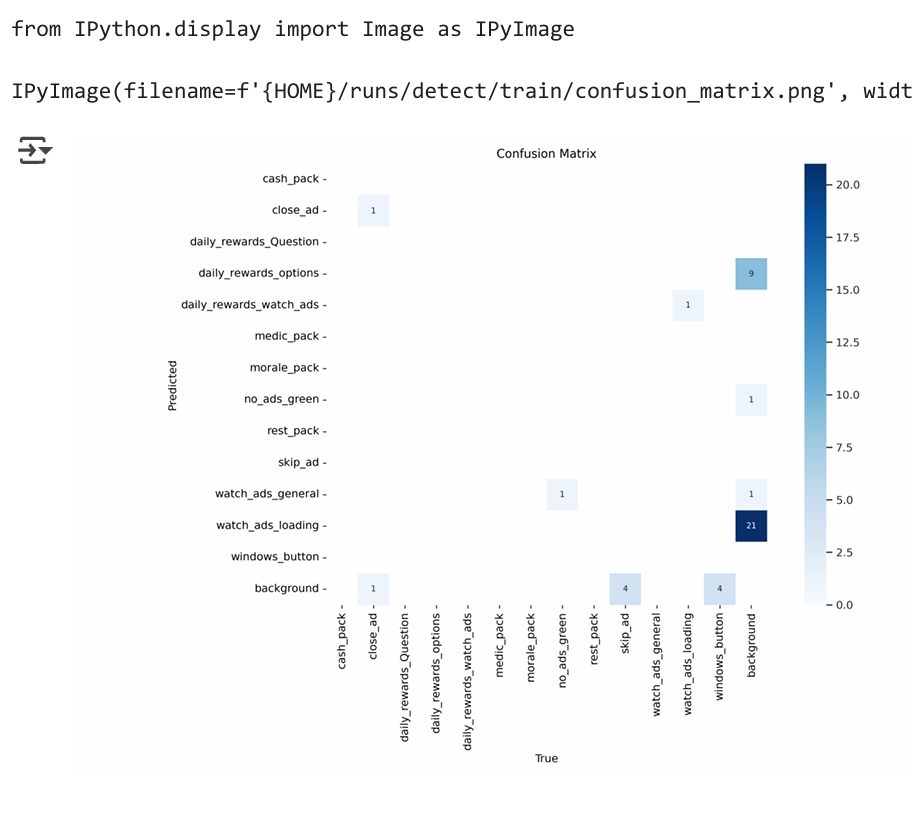 from IPython.display import Image as IPyImage
IPyImage(filename=f'{HOME}/runs/detect/train/confusion_matrix.png', widt
Confusion Matrix
cash_pack
close_ad 1
daily_rewards_Question
daily_rewards_options 9
daily_rewards_watch_ads 1
medic_pack
morale_pack
no_ads_green 1
rest_pack
skip_ad
watch_ads_general 1 1
watch_ads_loading 21
windows_button
background 1 4 4
Predicted
cash_pack
close_ad
daily_rewards_Question
daily_rewards_options
daily_rewards_watch_ads
medic_pack
morale_pack
no_ads_green
rest_pack
skip_ad
watch_ads_general
watch_ads_loading
windows_button
background
True
20.0
17.5
15.0
12.5
10.0
7.5
5.0
2.5
0.0